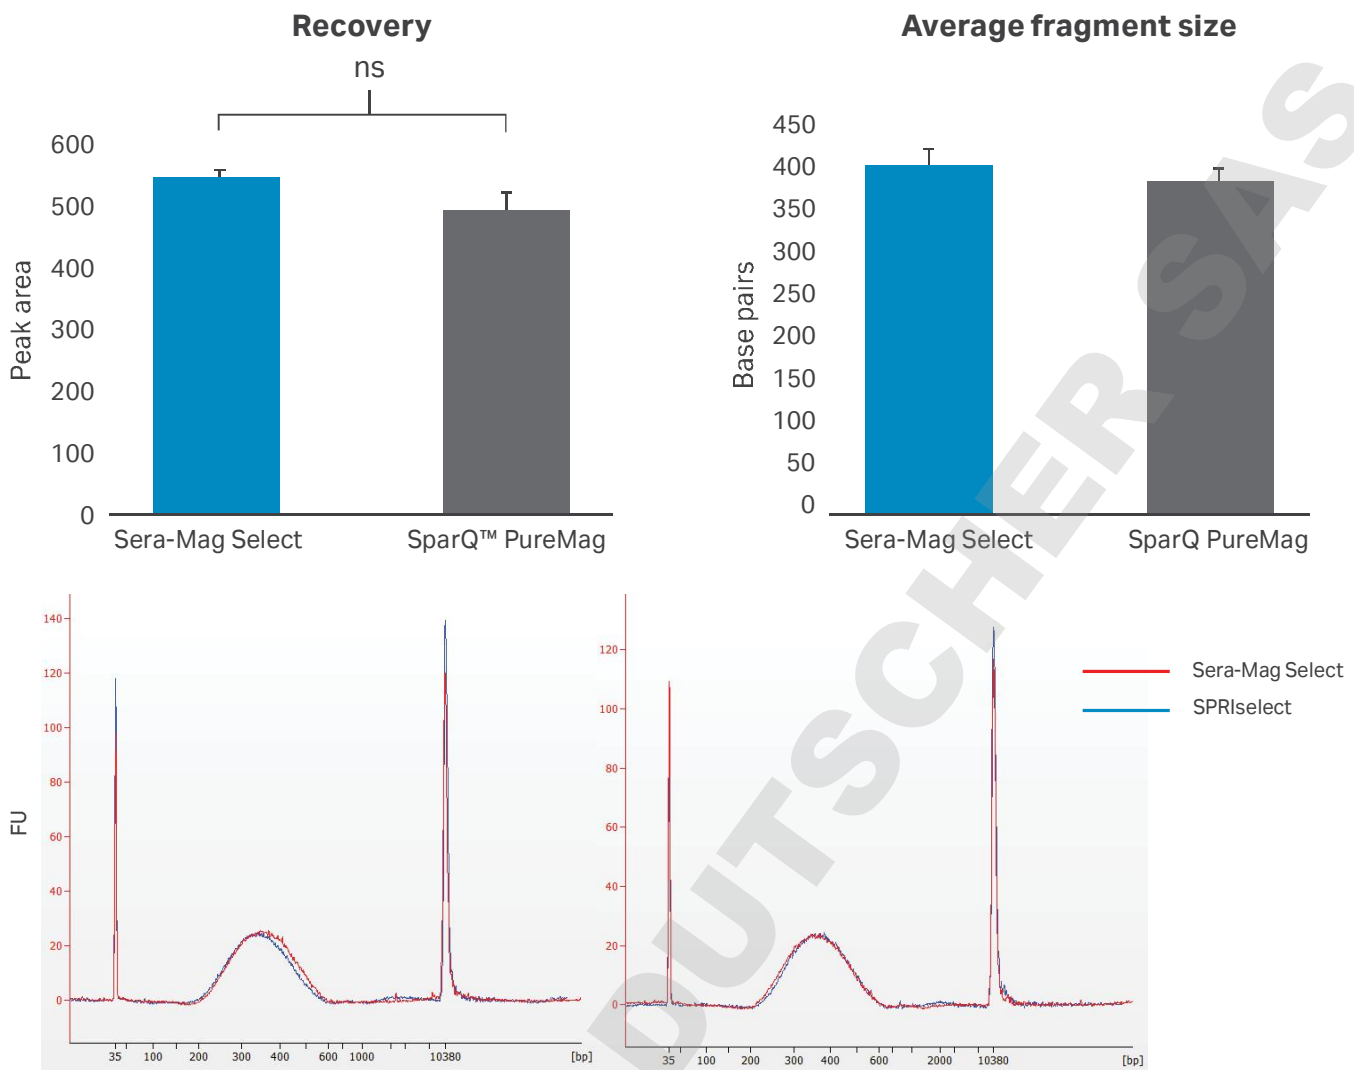 Recovery
ns
600
500
400
300
200
100
0
Peak area
Sera-Mag Select
SparQ™ PureMag
Average fragment size
450
400
350
300
250
200
150
100
50
0
Base pairs
Sera-Mag Select
SparQ PureMag
FU
140
120
100
80
60
40
20
0
35 100 200 300 400 600 1000 10380 [bp]
120
100
80
60
40
20
0
35 100 200 300 400 600 2000 10380 [bp]
Sera-Mag Select
SPRIselect
DUTSCHER SAS